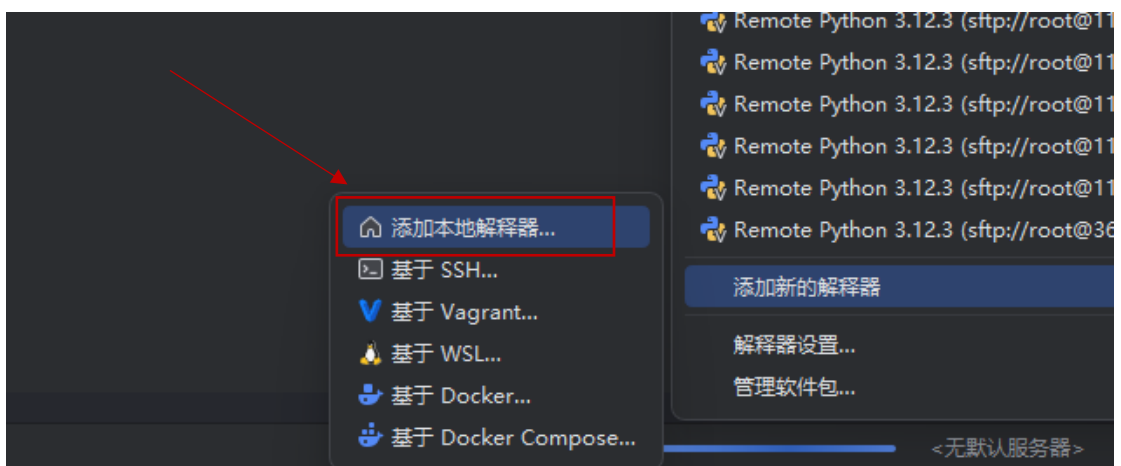 Remote Python 3.12.3 (sftp://root@11
Remote Python 3.12.3 (sftp://root@11
Remote Python 3.12.3 (sftp://root@11
Remote Python 3.12.3 (sftp://root@11
Remote Python 3.12.3 (sftp://root@11
Remote Python 3.12.3 (sftp://root@36
添加新的解释器
解释器设置...
管理软件包...
添加本地解释器...
基于 SSH...
基于 Vagrant...
基于 WSL...
基于 Docker...
基于 Docker Compose...
<无默认服务器>